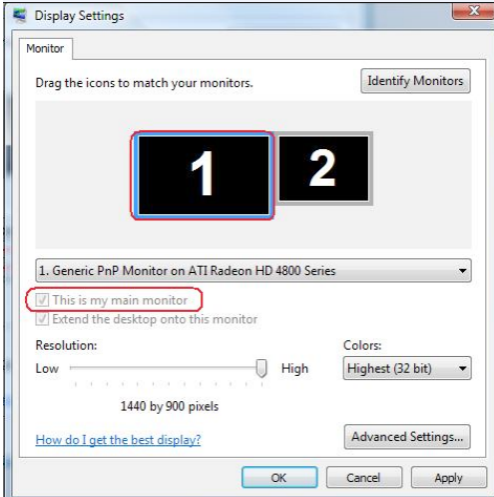 Display Settings
Monitor
Drag the icons to match your monitors.
Identify Monitors
1
2
1. Generic PnP Monitor on ATI Radeon HD 4800 Series
This is my main monitor
Extend the desktop onto this monitor
Resolution:
Colors:
Low
High
Highest (32 bit)
1440 by 900 pixels
How do I get the best display?
Advanced Settings...
OK
Cancel
Apply